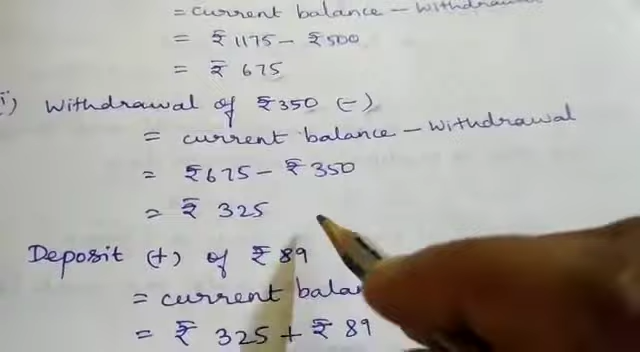 = current balance – withdrawal
= ₹1175 – ₹500
= ₹ 675
i) Withdrawal of ₹350 (–)
= current balance – withdrawal
= ₹675 – ₹ 350
= ₹ 325
Deposit (+) of ₹ 89
= current
= ₹ 325 + ₹ 89